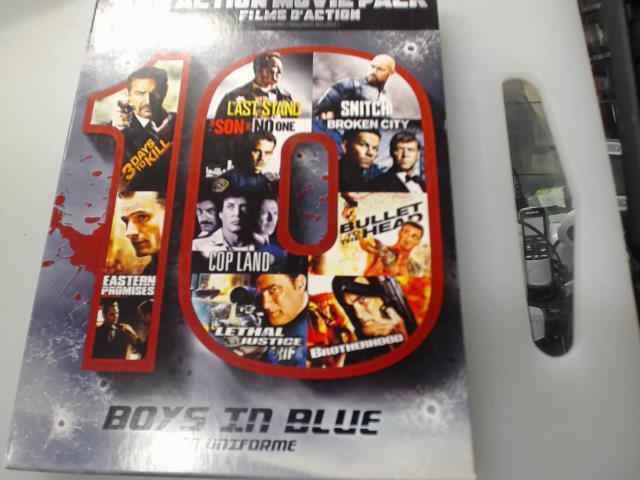 ACTION MOVIE PACK
FILMS D'ACTION
10
3 DAYS TO KILL
EASTERN PROMISES
LAST STAND
SNITCH
SON OF NO ONE
BROKEN CITY
COP LAND
BULLET TO THE HEAD
LETHAL JUSTICE
BROTHERHOOD
BOYS IN BLUE
UNIFORME
SONY